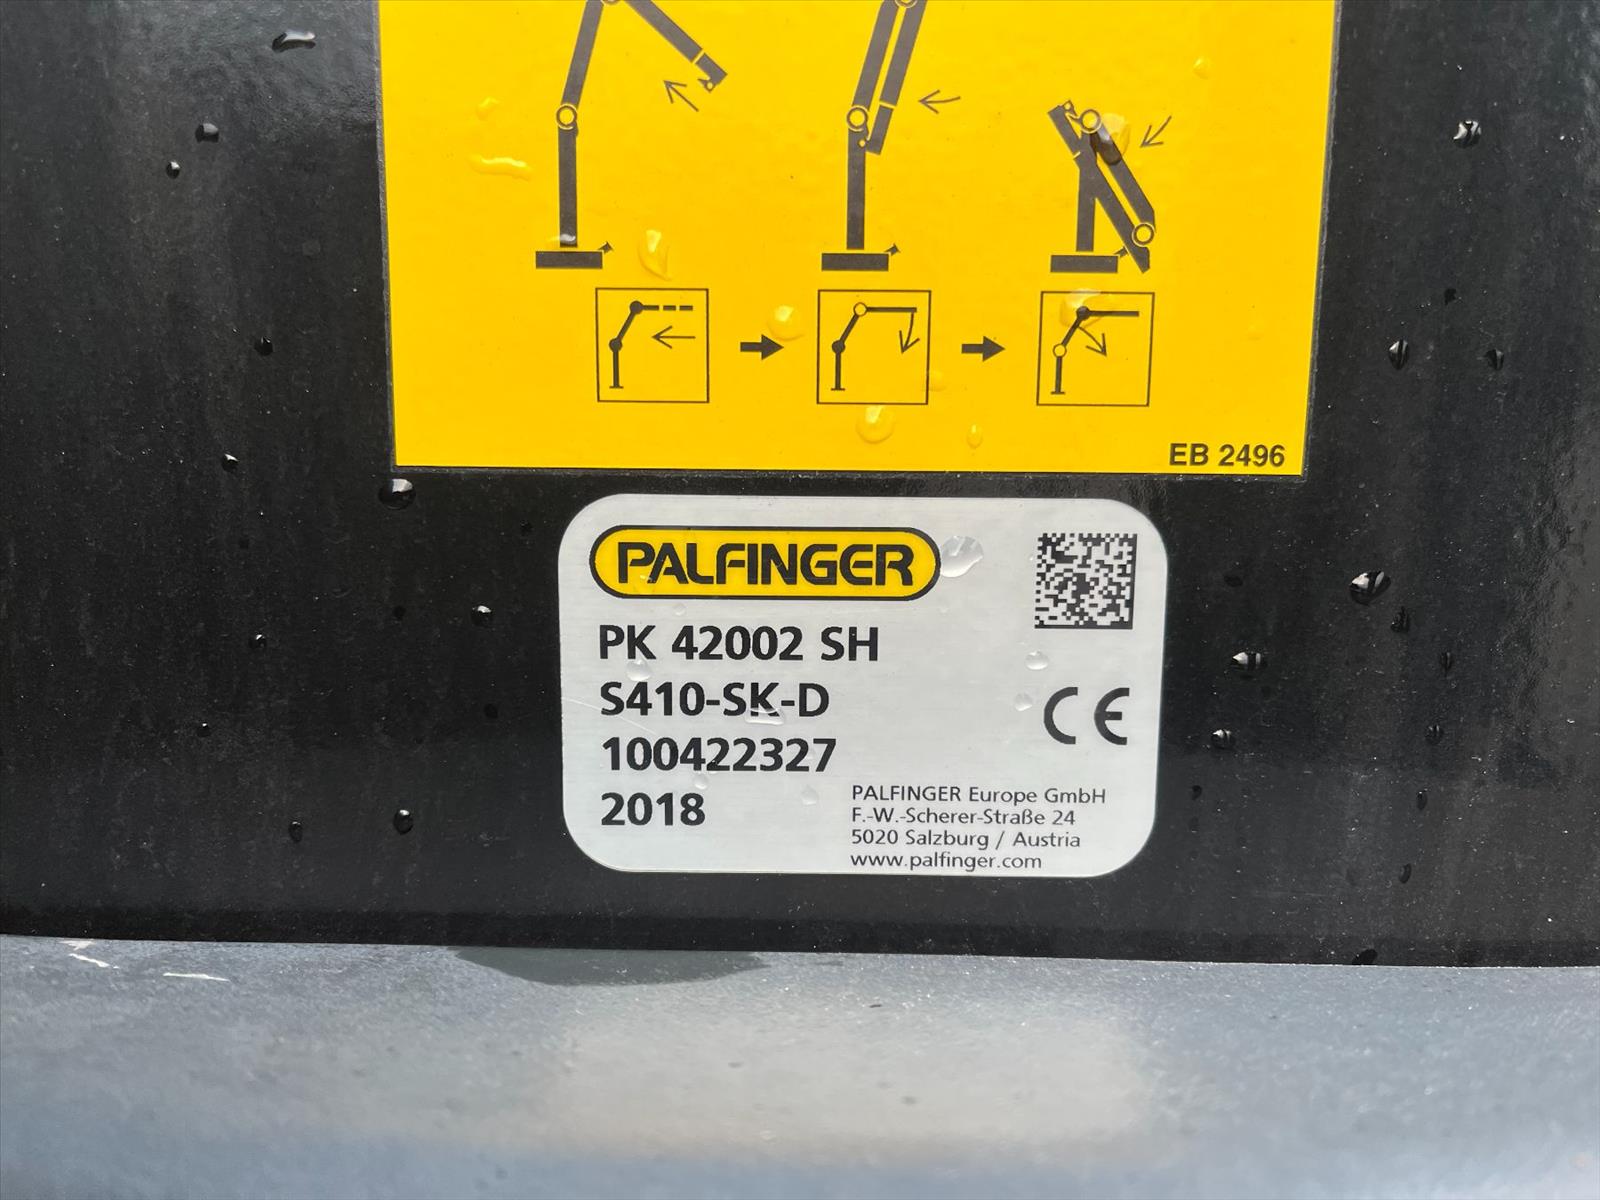 EB 2496
PALFINGER
PK 42002 SH
S410-SK-D
100422327
2018
CE
PALFINGER Europe GmbH
F.-W.-Scherer-Straße 24
5020 Salzburg / Austria
www.palfinger.com